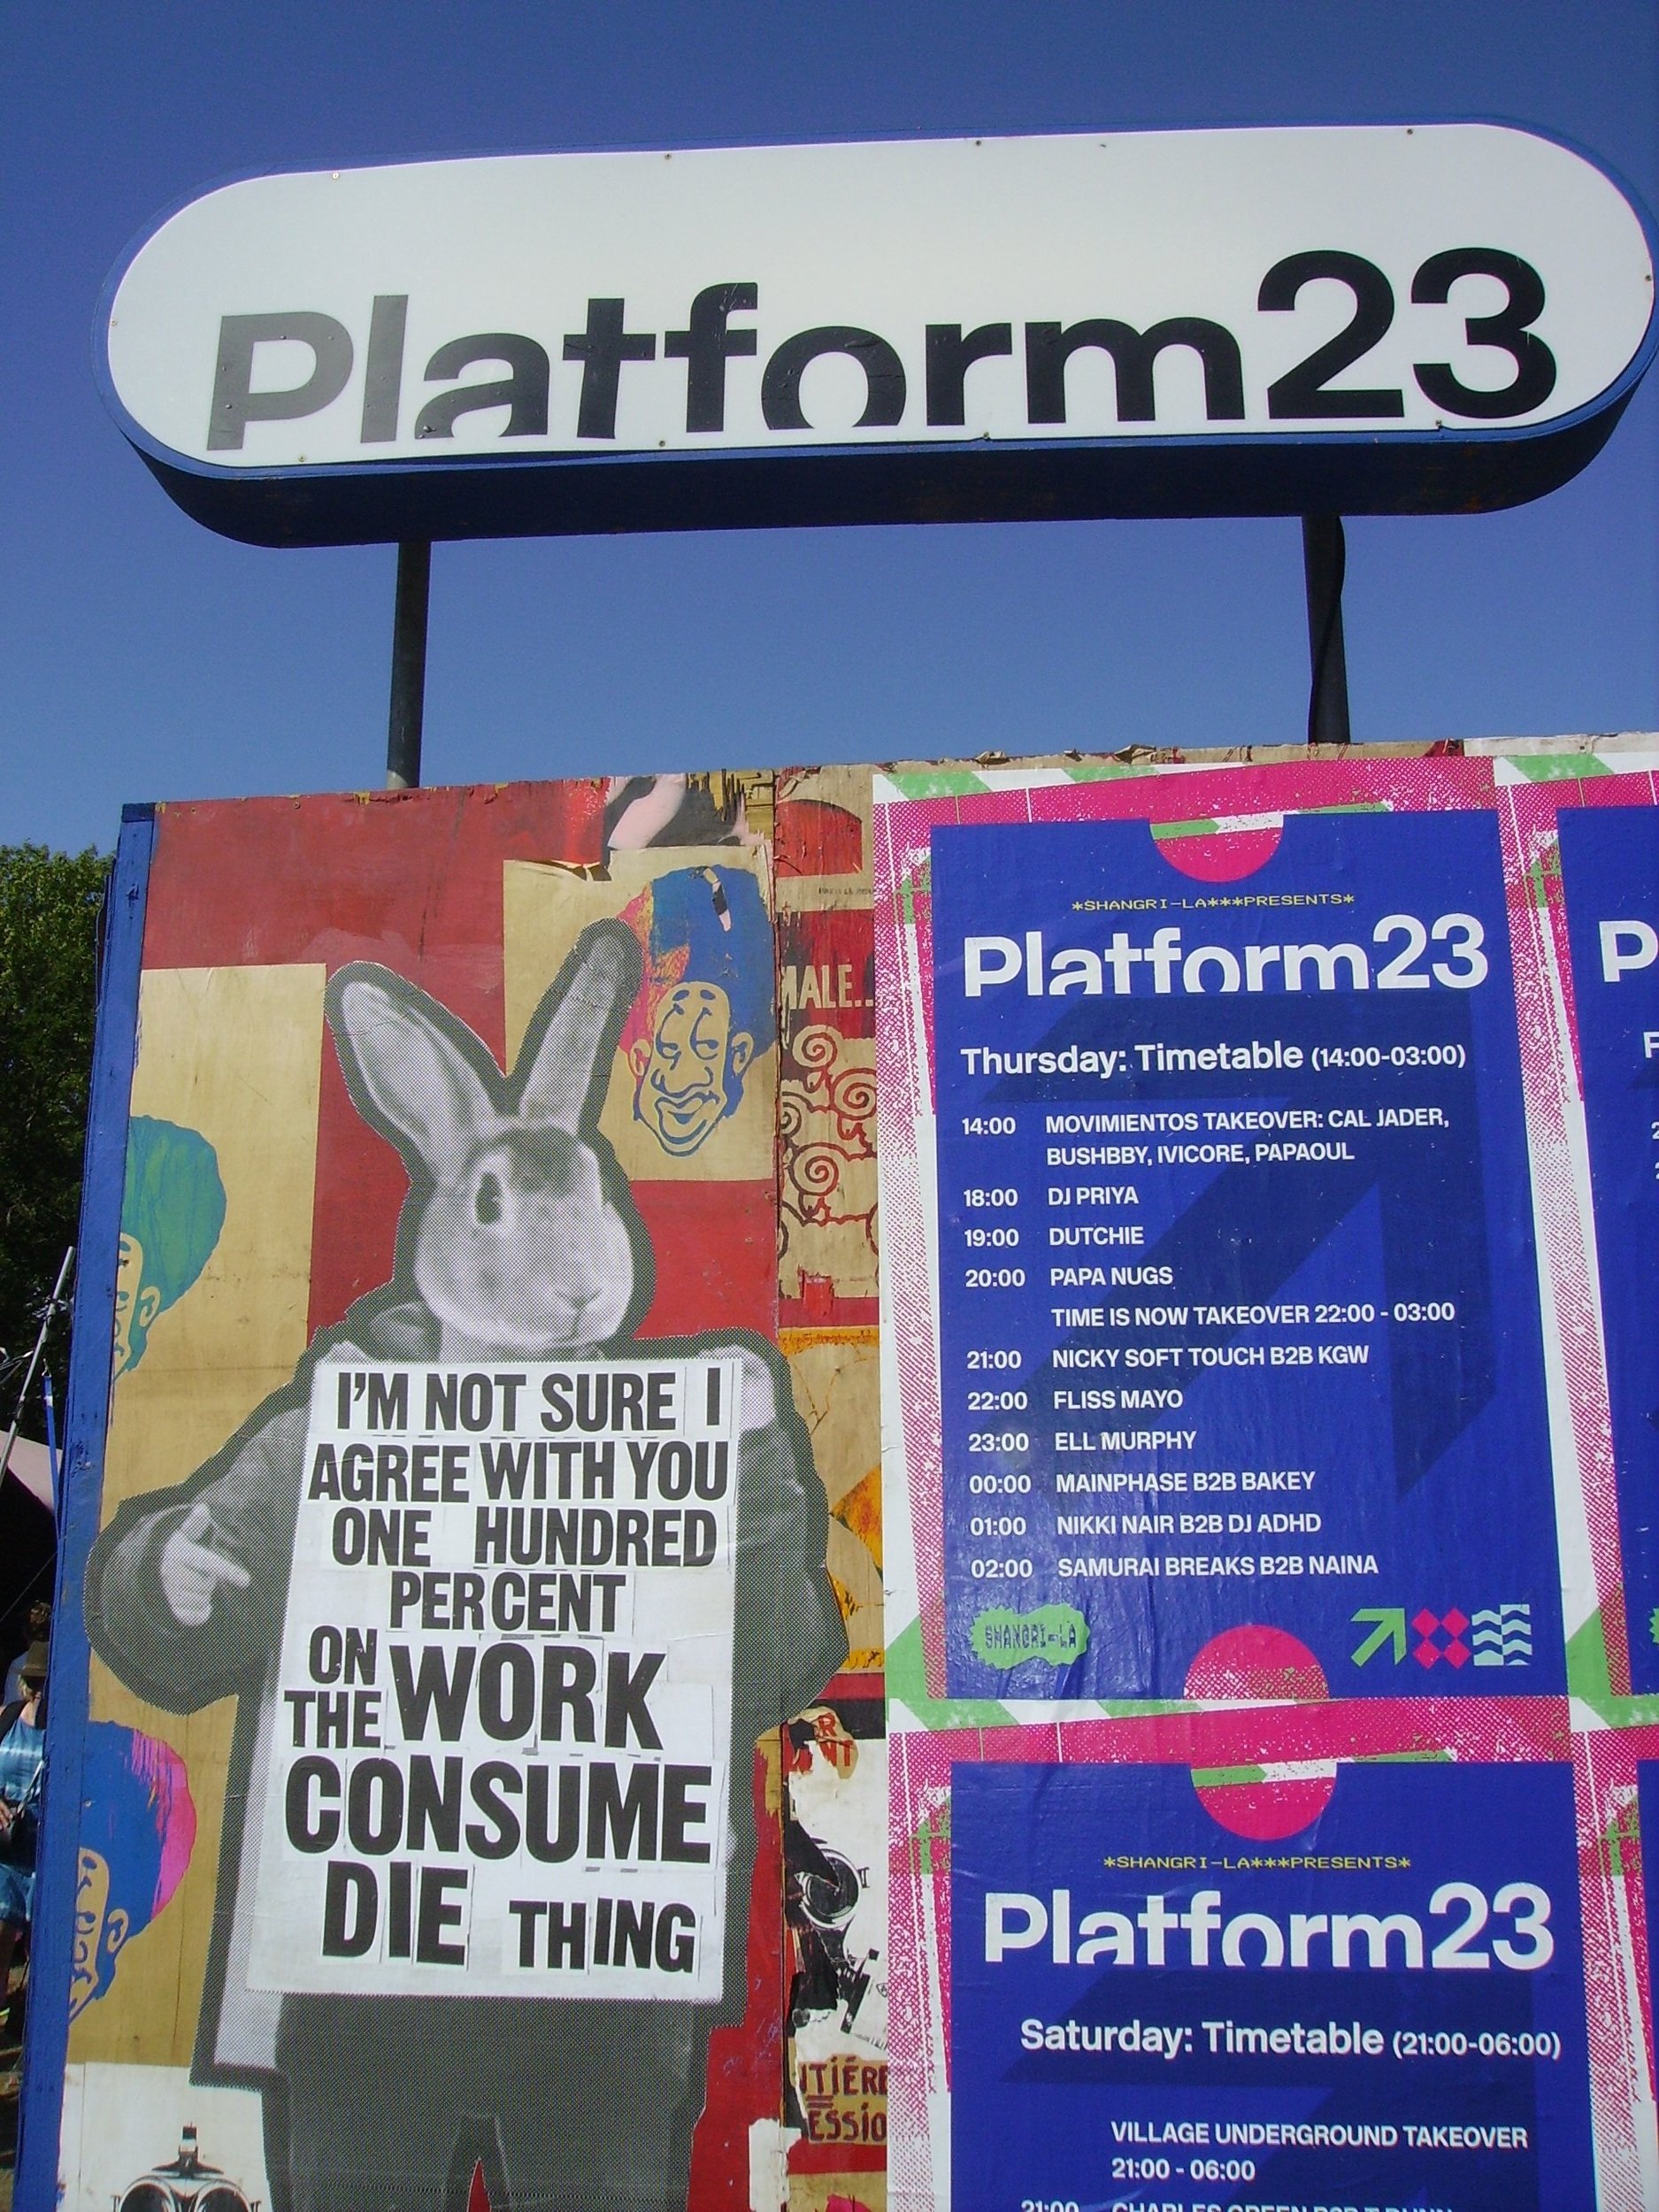 Platform23
MALE..
I'M NOT SURE I
AGREE WITH YOU
ONE HUNDRED
PERCENT
ON
THE WORK
CONSUME
DIE THING
*SHANGRI-LA***PRESENTS*
Platform23
Thursday: Timetable (14:00-03:00)
14:00 MOVIMIENTOS TAKEOVER: CAL JADER,
BUSHBBY, IVICORE, PAPAOUL
18:00 DJ PRIYA
19:00 DUTCHIE
20:00 PAPA NUGS
TIME IS NOW TAKEOVER 22:00 - 03:00
21:00 NICKY SOFT TOUCH B2B KGW
22:00 FLISS MAYO
23:00 ELL MURPHY
00:00 MAINPHASE B2B BAKEY
01:00 NIKKI NAIR B2B DJ ADHD
02:00 SAMURAI BREAKS B2B NAINA
SHANGRI-LA
*SHANGRI-LA***PRESENTS*
Platform23
Saturday: Timetable (21:00-06:00)
VILLAGE UNDERGROUND TAKEOVER
21:00 - 06:00
21:00
P
F